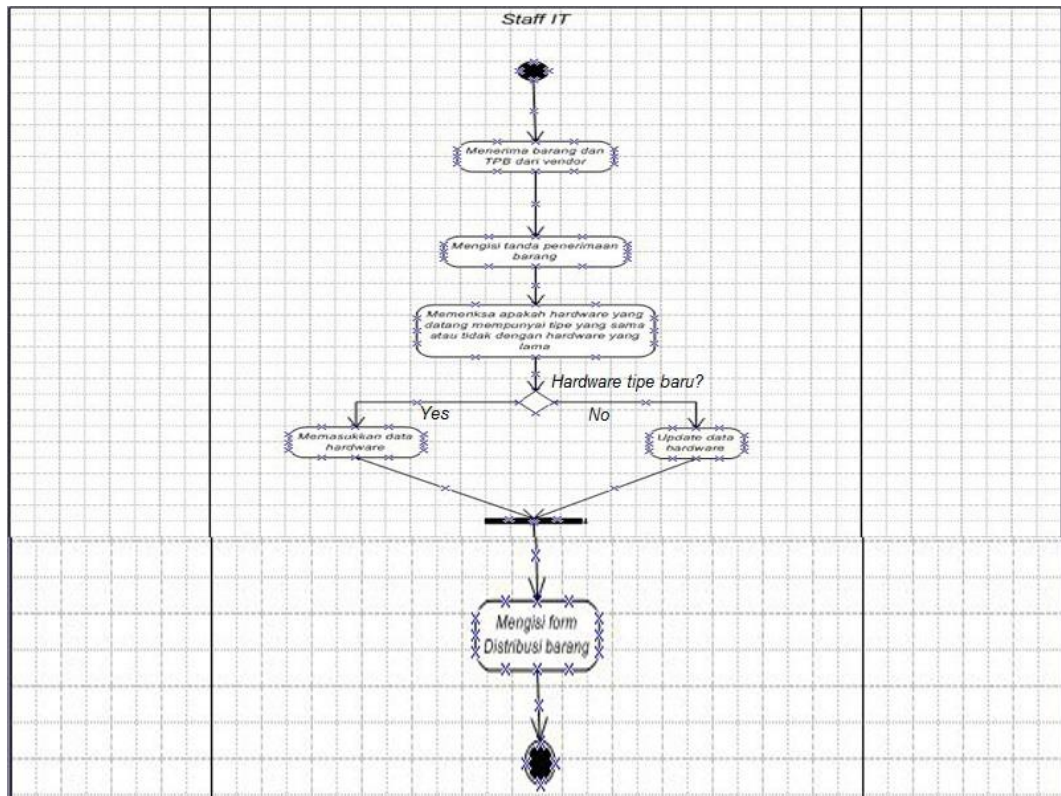 Staff IT
Menerima barang dan
TPB dari vendor
Mengisi tanda penerimaan
barang
Memeriksa apakah hardware yang
datang mempunyai tipe yang sama
atau tidak dengan hardware yang
lama
Hardware tipe baru?
Yes
No
Memasukkan data
hardware
Update data
hardware
Mengisi form
Distribusi barang